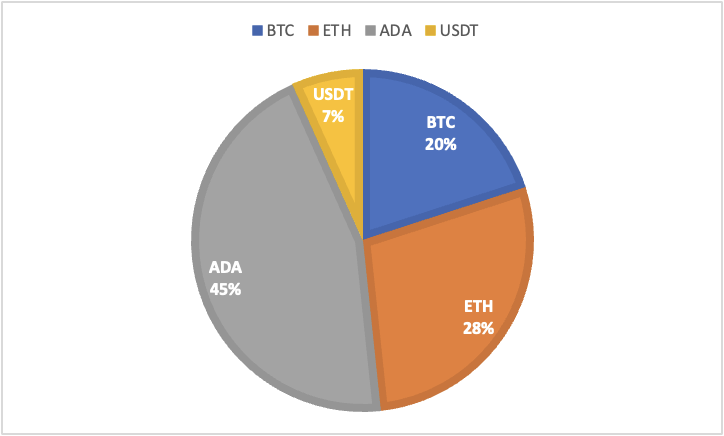 BTC ETH ADA USDT
USDT
7%
BTC
20%
ADA
45%
ETH
28%